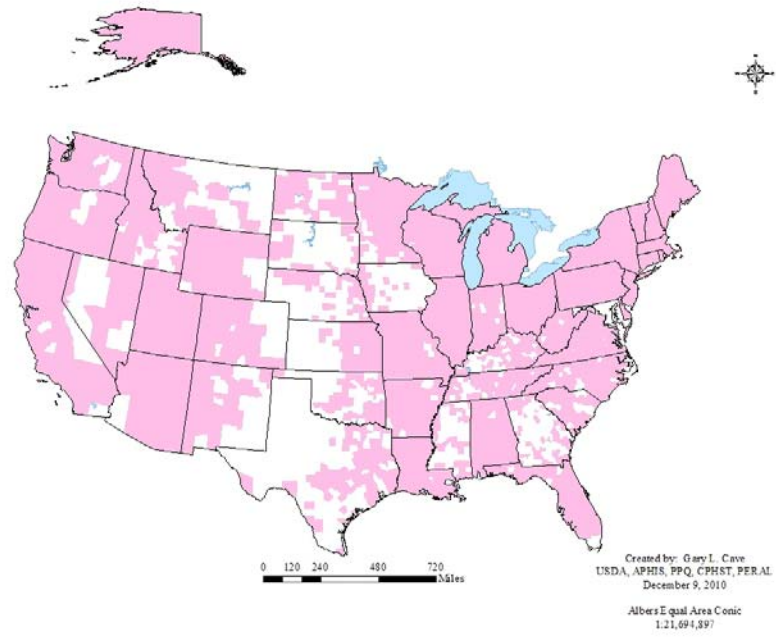 0 120 240 480 720
Miles
Created by: Gary L. Cave
USDA, APHIS, PPQ, CPHST, PERAL
December 9, 2010
Albers Equal Area Conic
1:21,694,897